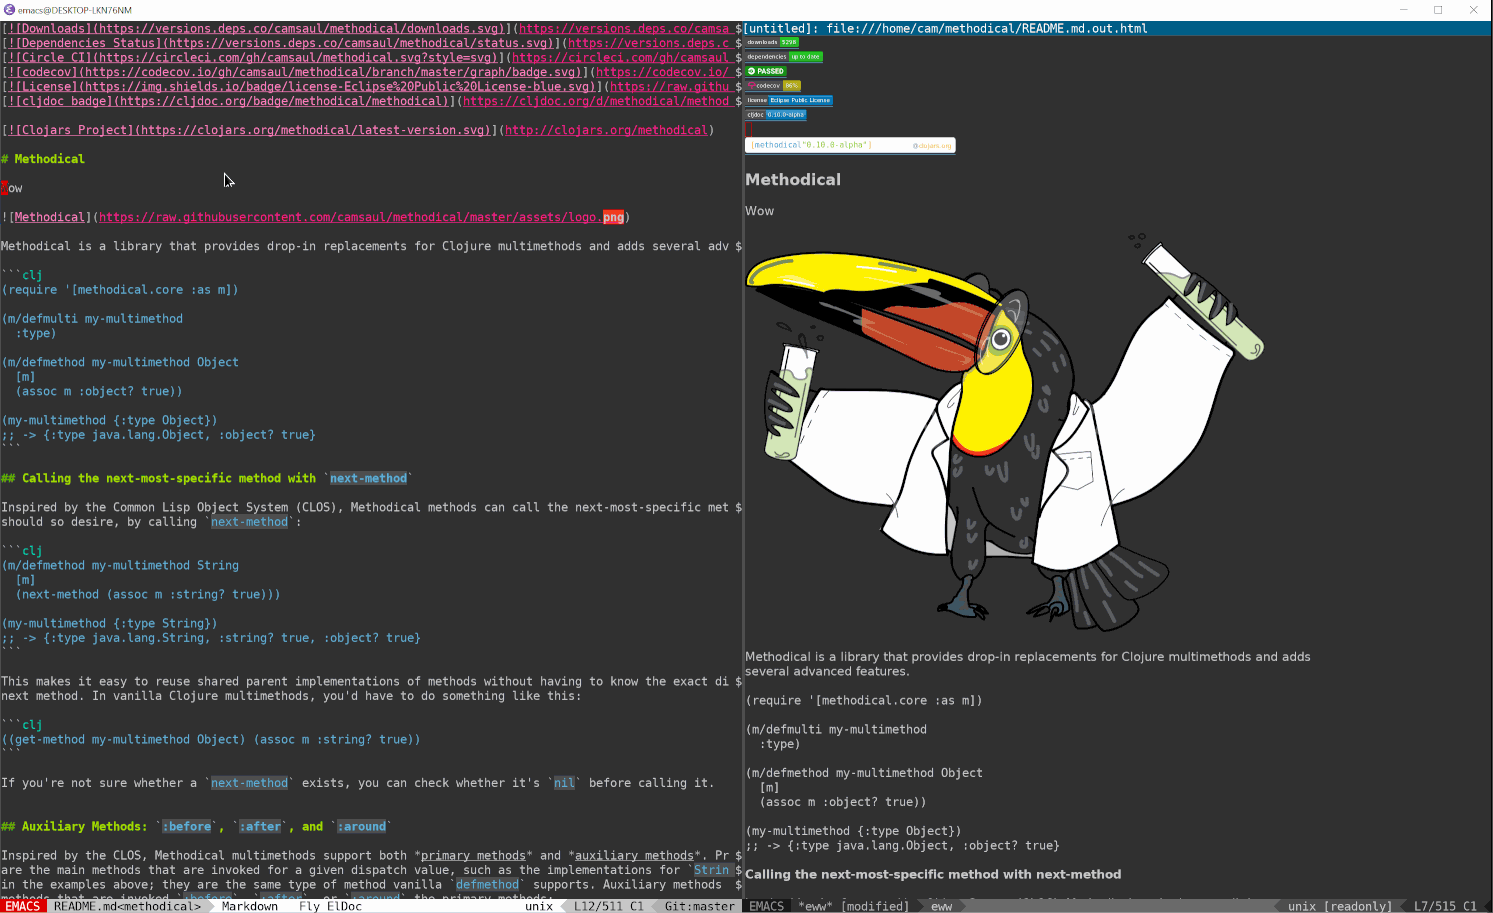 emacs@DESKTOP-LKN76NM
[![Downloads](https://versions.deps.co/camsaul/methodical/downloads.svg)](https://versions.deps.co/camsa $
[![Dependencies Status](https://versions.deps.co/camsaul/methodical/status.svg)](https://versions.deps.c $
[![Circle CI](https://circleci.com/gh/camsaul/methodical.svg?style=svg)](https://circleci.com/gh/camsaul $
[![codecov](https://codecov.io/gh/camsaul/methodical/branch/master/graph/badge.svg)](https://codecov.io/ $
[![License](https://img.shields.io/badge/license-Eclipse%20Public%20License-blue.svg)](https://raw.githu $
[![cljdoc badge](https://cljdoc.org/badge/methodical/methodical)](https://cljdoc.org/d/methodical/method $
[![Clojars Project](https://clojars.org/methodical/latest-version.svg)](http://clojars.org/methodical)
# Methodical
ow
![Methodical](https://raw.githubusercontent.com/camsaul/methodical/master/assets/logo.png)
Methodical is a library that provides drop-in replacements for Clojure multimethods and adds several adv $
```clj
(require '[methodical.core :as m])
(m/defmulti my-multimethod
:type)
(m/defmethod my-multimethod Object
[m]
(assoc m :object? true))
(my-multimethod {:type Object})
;; -> {:type java.lang.Object, :object? true}
```
## Calling the next-most-specific method with `next-method`
Inspired by the Common Lisp Object System (CLOS), Methodical methods can call the next-most-specific met $
should so desire, by calling `next-method`:
```clj
(m/defmethod my-multimethod String
[m]
(next-method (assoc m :string? true)))
(my-multimethod {:type String})
;; -> {:type java.lang.String, :string? true, :object? true}
```
This makes it easy to reuse shared parent implementations of methods without having to know the exact di $
next method. In vanilla Clojure multimethods, you'd have to do something like this:
```clj
((get-method my-multimethod Object) (assoc m :string? true))
```
If you're not sure whether a `next-method` exists, you can check whether it's `nil` before calling it.
## Auxiliary Methods: `:before`, `:after`, and `:around`
Inspired by the CLOS, Methodical multimethods support both *primary methods* and *auxiliary methods*. Pr $
are the main methods that are invoked for a given dispatch value, such as the implementations for `Strin $
in the examples above; they are the same type of method vanilla `defmethod` supports. Auxiliary methods $
methods that are invoked `:before`, `:after`, or `:around` the primary methods:
EMACS README.md<methodical> Markdown Fly ElDoc unix L12/511 C1 Git:master
[untitled]: file:///home/cam/methodical/README.md.out.html
downloads 5298
dependencies up to date
PASSED
codecov 86%
license Eclipse Public License
cljdoc 0.10.0-alpha
[methodical"0.10.0-alpha"] @clojars.org
Methodical
Wow
Methodical is a library that provides drop-in replacements for Clojure multimethods and adds
several advanced features.
(require '[methodical.core :as m])
(m/defmulti my-multimethod
:type)
(m/defmethod my-multimethod Object
[m]
(assoc m :object? true))
(my-multimethod {:type Object})
;; -> {:type java.lang.Object, :object? true}
Calling the next-most-specific method with next-method
EMACS *eww* [modified] eww unix [readonly] L7/515 C1